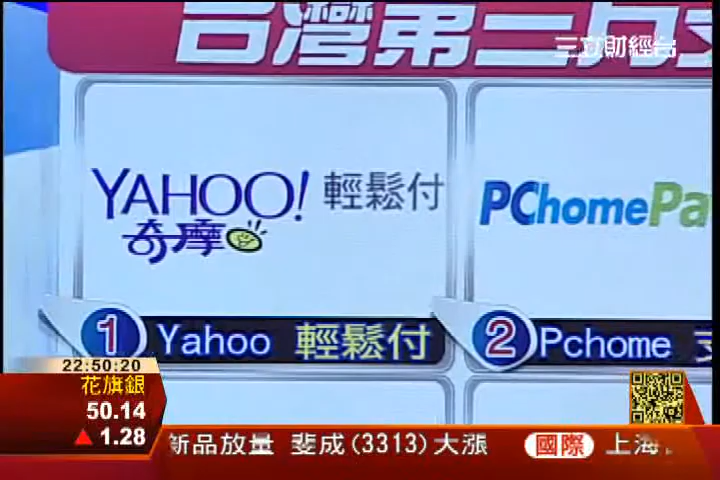 台灣第三方支
三立財經台
YAHOO! 輕鬆付
奇摩
PChomePa
1 Yahoo 輕鬆付
2 Pchome 支
22:50:20
花旗銀
50.14
▲ 1.28
新品放量 斐成(3313)大漲 國際 上海